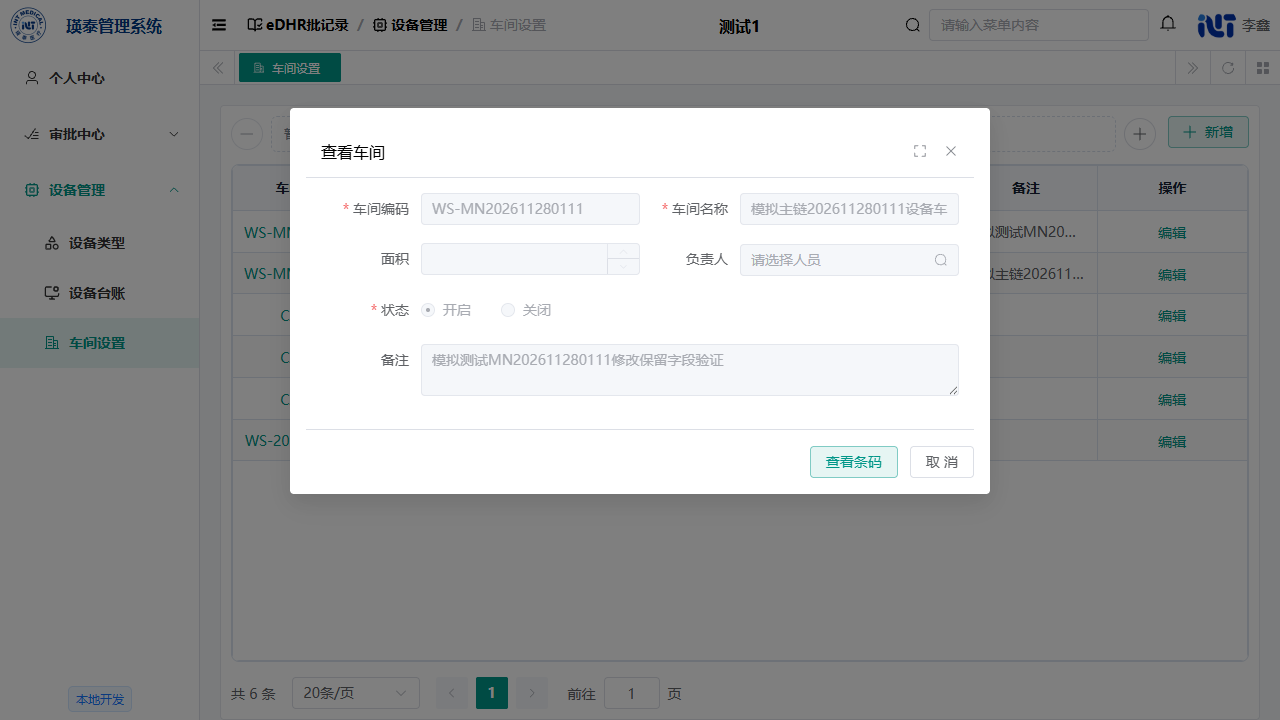 瑛泰管理系统
eDHR批记录 / 设备管理 / 车间设置
测试1
请输入菜单内容
李鑫
个人中心
审批中心
设备管理
设备类型
设备台账
车间设置
本地开发
车间设置
新增
备注
操作
WS-MN
测试MN20...
编辑
WS-MN
主链202611...
编辑
编辑
编辑
编辑
WS-20
编辑
查看车间
* 车间编码
WS-MN202611280111
* 车间名称
模拟主链202611280111设备车
面积
负责人
请选择人员
* 状态
开启
关闭
备注
模拟测试MN202611280111修改保留字段验证
查看条码
取 消
共 6 条
20条/页
1
前往
1
页